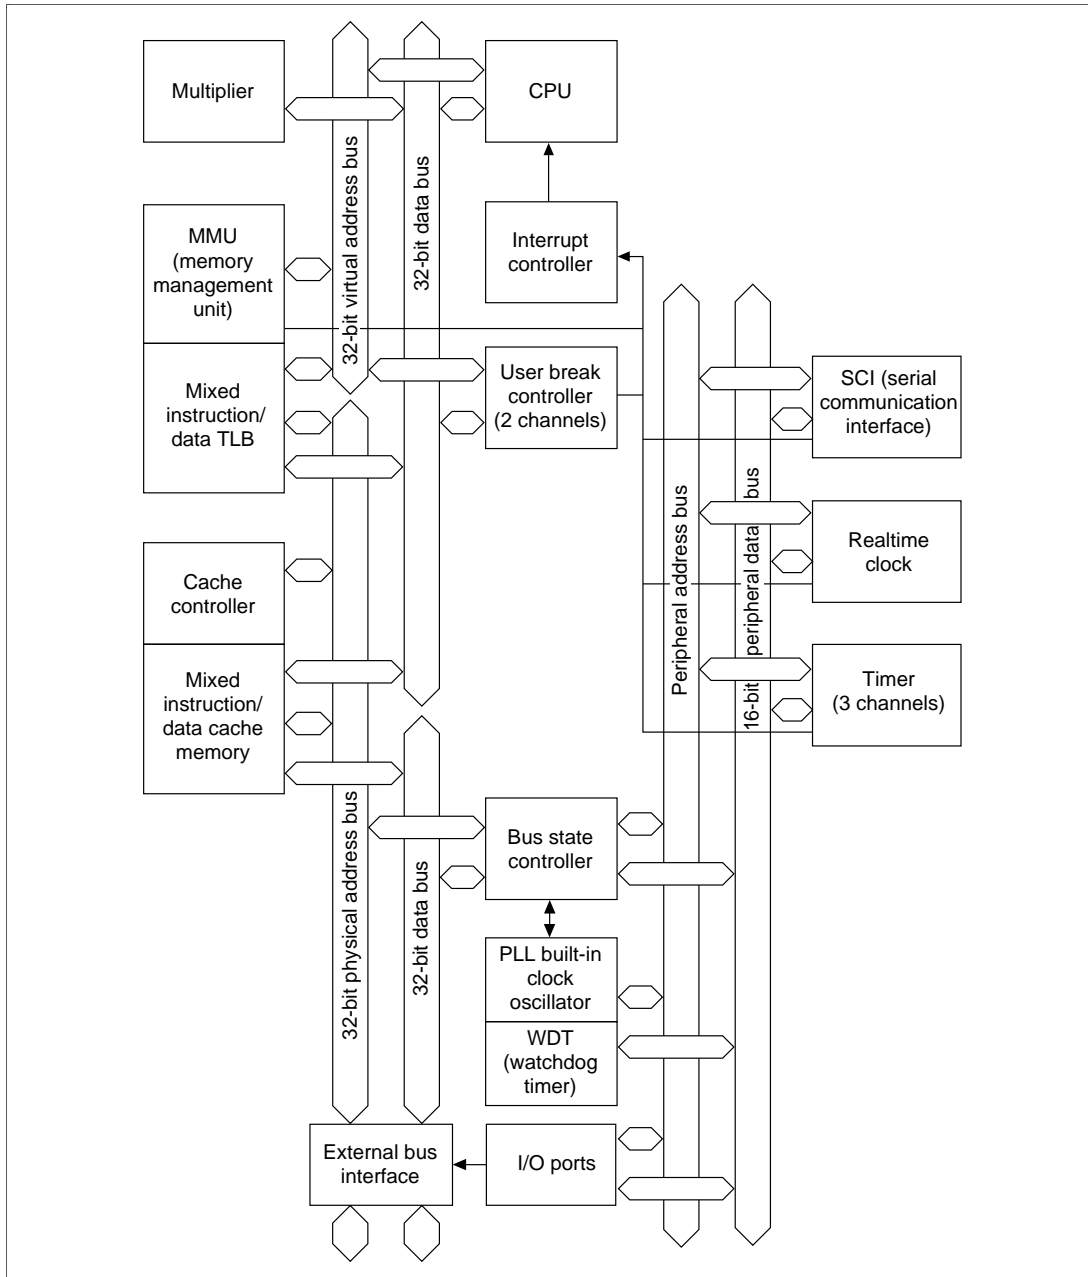 Multiplier
CPU
32-bit virtual address bus
32-bit data bus
MMU
(memory
management
unit)
Interrupt
controller
Mixed
instruction/
data TLB
User break
controller
(2 channels)
SCI (serial
communication
interface)
Peripheral address bus
16-bit peripheral data bus
Realtime
clock
Cache
controller
Mixed
instruction/
data cache
memory
Timer
(3 channels)
32-bit physical address bus
32-bit data bus
Bus state
controller
PLL built-in
clock
oscillator
WDT
(watchdog
timer)
External bus
interface
I/O ports